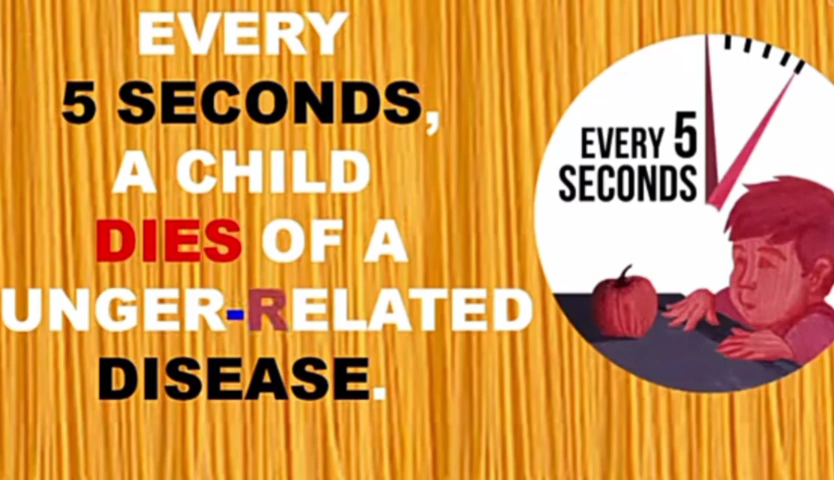 EVERY
5 SECONDS,
A CHILD
DIES OF A
UNGER-RELATED
DISEASE.
EVERY 5
SECONDS